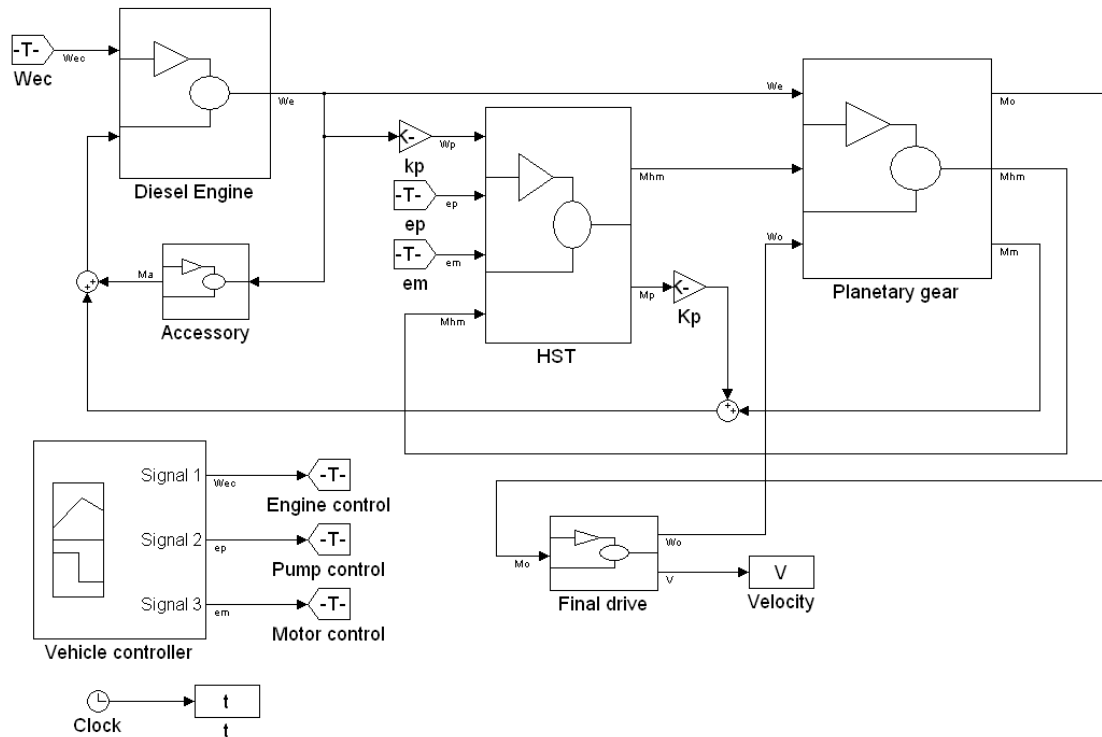 -T-
Wec
Wec
We
Diesel Engine
Ma
Accessory
+
+
<-
kp
Wp
-T-
ep
ep
-T-
em
em
Mhm
Mhm
Mp
HST
<-
Kp
+
+
We
Wo
Mo
Mhm
Mm
Planetary gear
Signal 1
Wec
-T-
Engine control
Signal 2
ep
-T-
Pump control
Signal 3
em
-T-
Motor control
Vehicle controller
Mo
Wo
V
Final drive
V
Velocity
Clock
t
t